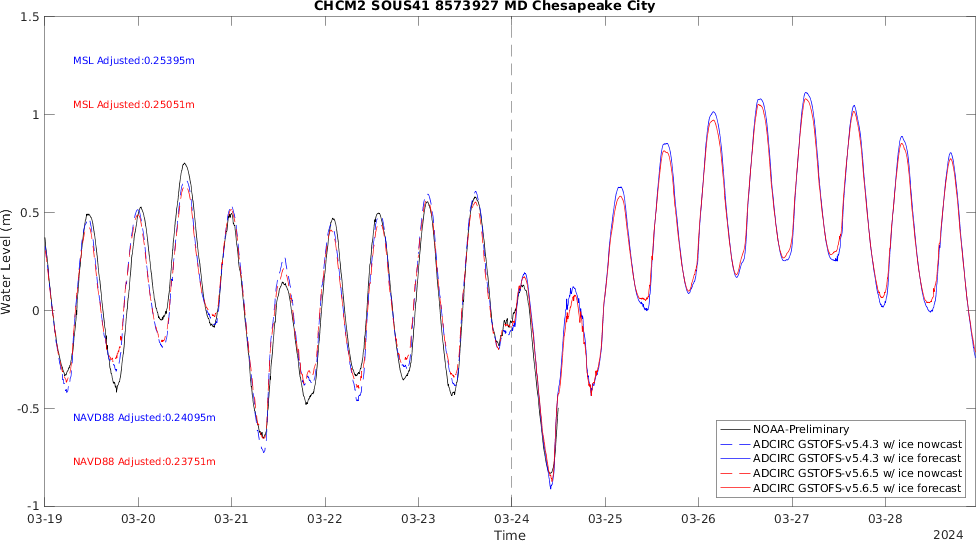 CHCM2 SOUS41 8573927 MD Chesapeake City
1.5
MSL Adjusted:0.25395m
MSL Adjusted:0.25051m
1
0.5
Water Level (m)
0
-0.5
NAVD88 Adjusted:0.24095m
NAVD88 Adjusted:0.23751m
-1
NOAA-Preliminary
ADCIRC GSTOFS-v5.4.3 w/ ice nowcast
ADCIRC GSTOFS-v5.4.3 w/ ice forecast
ADCIRC GSTOFS-v5.6.5 w/ ice nowcast
ADCIRC GSTOFS-v5.6.5 w/ ice forecast
03-19 03-20 03-21 03-22 03-23 03-24 03-25 03-26 03-27 03-28
Time
2024